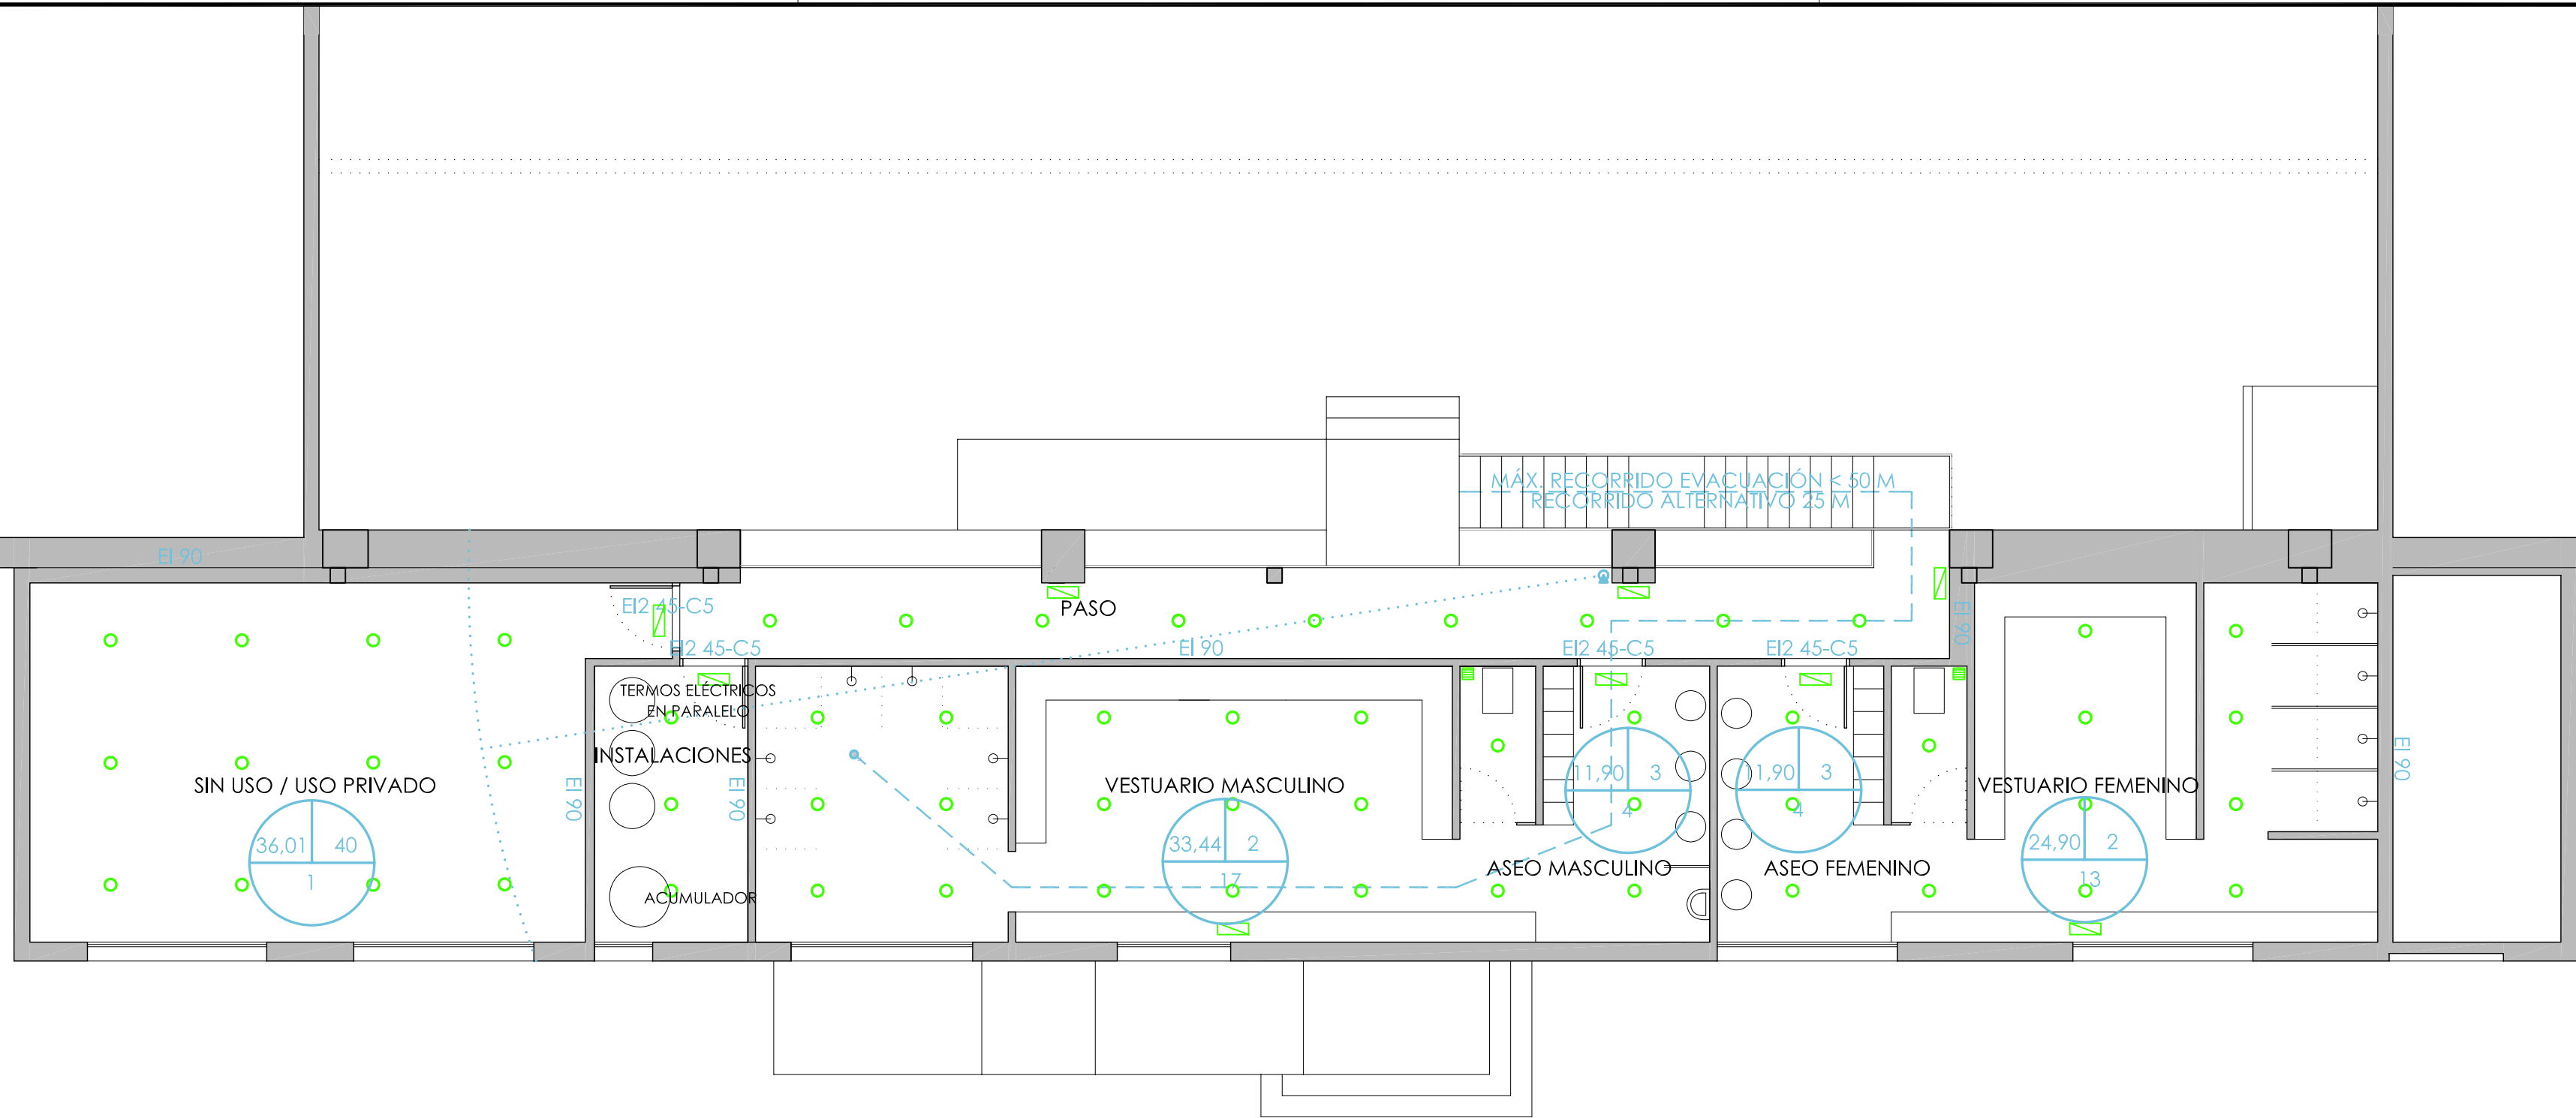 MÁX. RECORRIDO EVACUACIÓN < 50 M
RECORRIDO ALTERNATIVO 25 M
EI 90
EI2 45-C5
PASO
EI2 45-C5
EI 90
EI2 45-C5
EI2 45-C5
EI 90
TERMOS ELÉCTRICOS
EN PARALELO
INSTALACIONES
SIN USO / USO PRIVADO
EI 90
EI 90
VESTUARIO MASCULINO
11,90 3
4
11,90 3
4
VESTUARIO FEMENINO
EI 90
36,01 40
1
33,44 2
17
24,90 2
13
ASEO MASCULINO
ASEO FEMENINO
ACUMULADOR